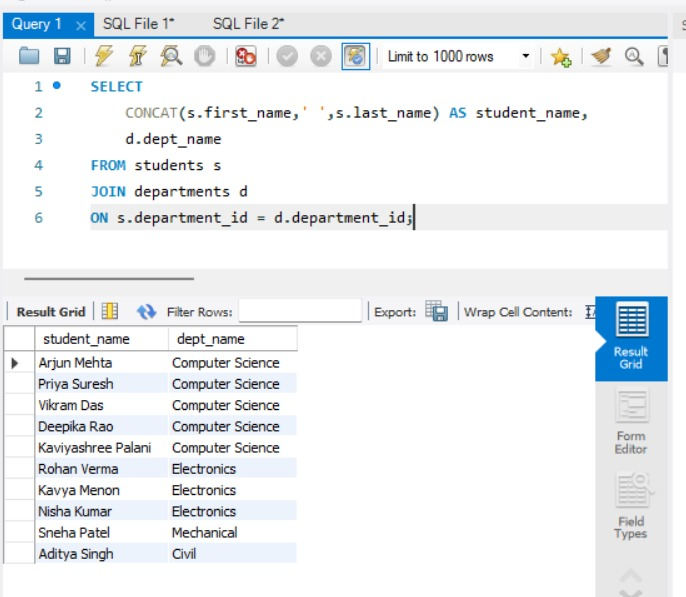 Query 1 × SQL File 1* SQL File 2*
Limit to 1000 rows
1 SELECT
2 CONCAT(s.first_name,' ',s.last_name) AS student_name,
3 d.dept_name
4 FROM students s
5 JOIN departments d
6 ON s.department_id = d.department_id;
Result Grid Filter Rows: Export: Wrap Cell Content:
student_name dept_name
Arjun Mehta Computer Science
Priya Suresh Computer Science
Vikram Das Computer Science
Deepika Rao Computer Science
Kaviyashree Palani Computer Science
Rohan Verma Electronics
Kavya Menon Electronics
Nisha Kumar Electronics
Sneha Patel Mechanical
Aditya Singh Civil
Result
Grid
Form
Editor
Field
Types